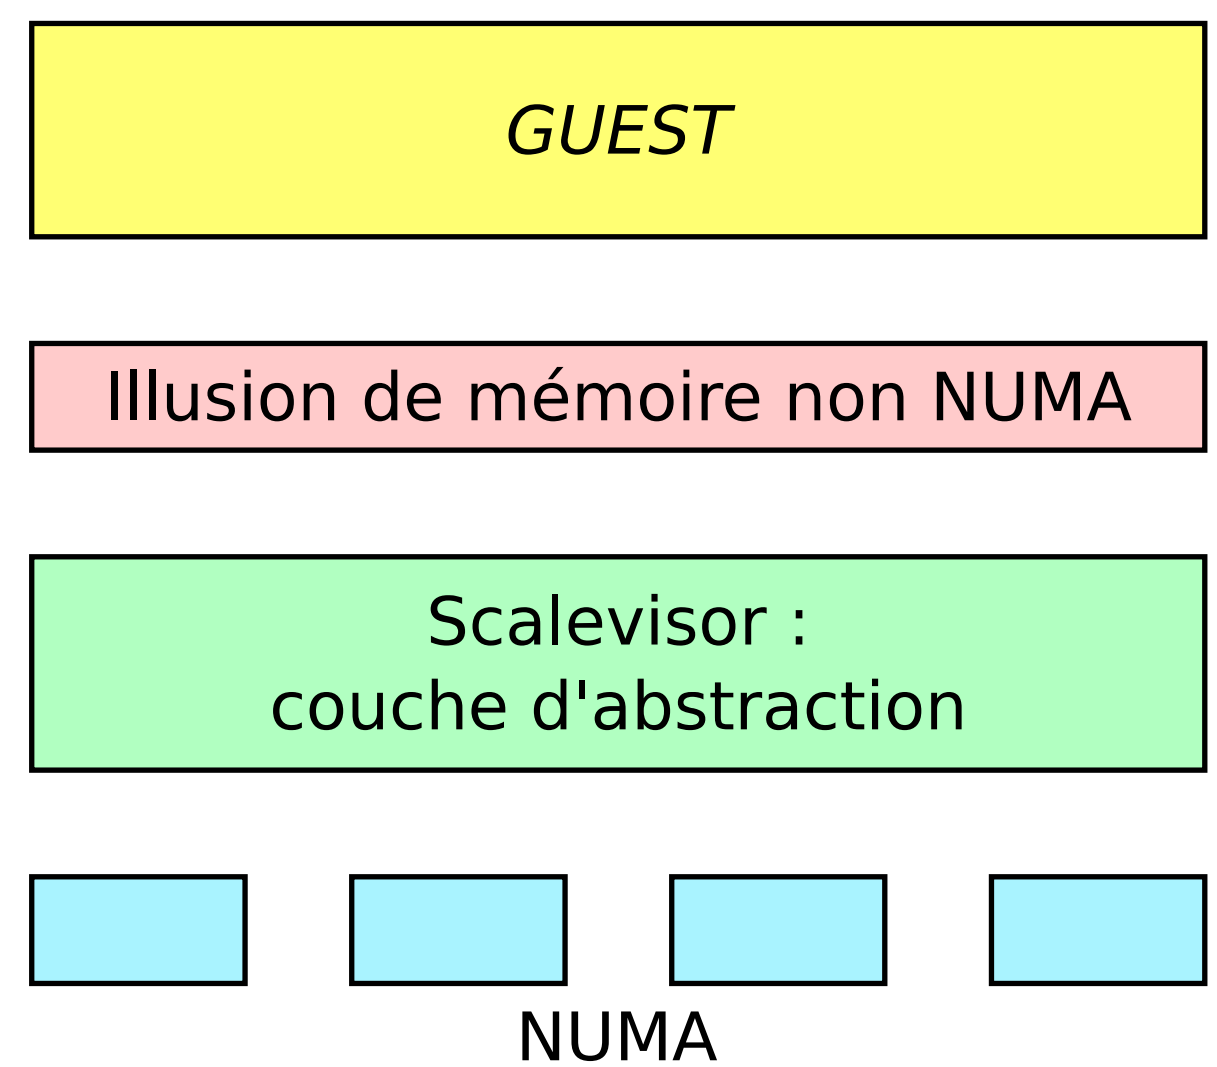 GUEST
Illusion de mémoire non NUMA
Scalevisor :
couche d'abstraction
NUMA